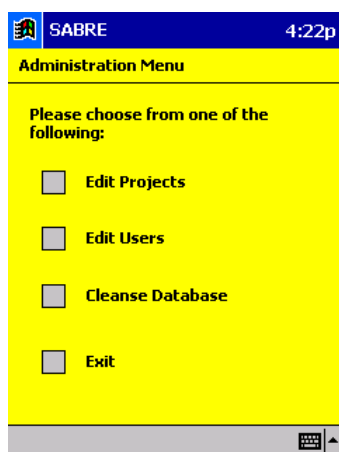 SABRE 4:22p
Administration Menu
Please choose from one of the
following:
Edit Projects
Edit Users
Cleanse Database
Exit